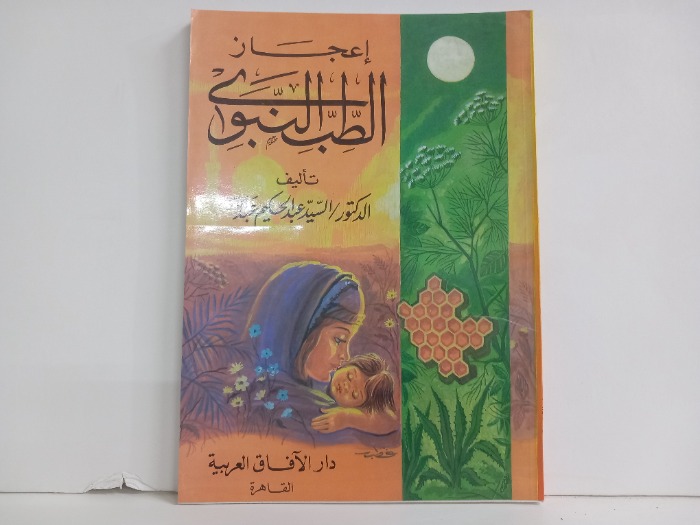 إعجاز
الطب النبوي
تأليف
الدكتور/السيد عبد الحكيم عبد الله
دار الآفاق العربية
القاهرة